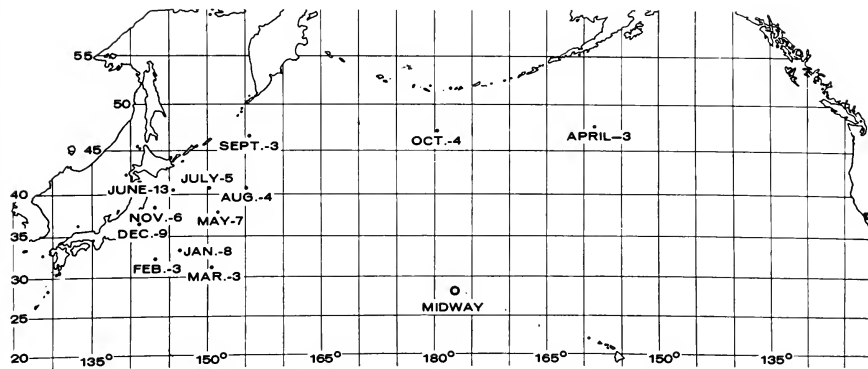 55
50
SEPT.-3
OCT.-4
APRIL-3
9 45
JULY-5
JUNE-13
AUG.-4
40
NOV.-6
MAY-7
DEC.-9
35
JAN.-8
FEB.-3
MAR.-3
30
MIDWAY
25
20
135°
150°
165°
180°
165°
150°
135°